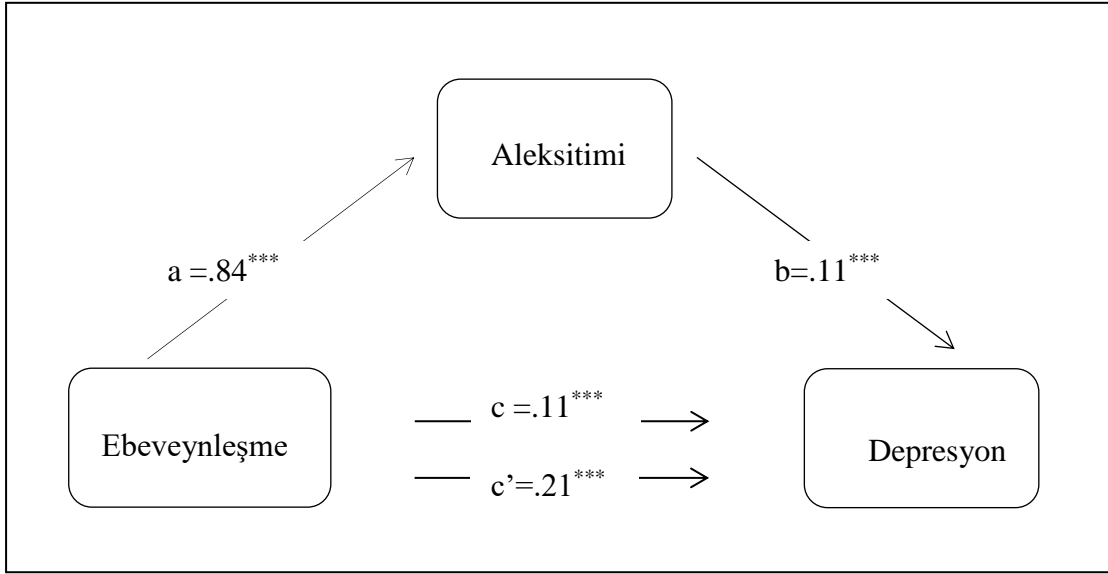 Aleksitimi
a =.84***
b=.11***
c =.11***
Ebeveynleşme
Depresyon
c’=.21***